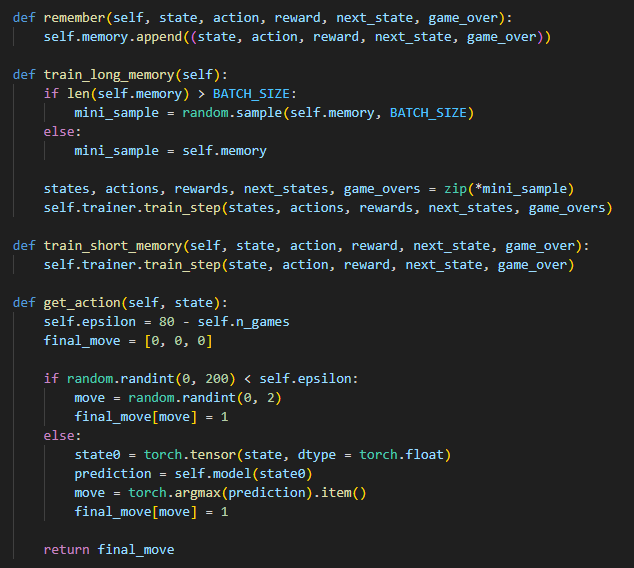 def remember(self, state, action, reward, next_state, game_over):
    self.memory.append((state, action, reward, next_state, game_over))

def train_long_memory(self):
    if len(self.memory) > BATCH_SIZE:
        mini_sample = random.sample(self.memory, BATCH_SIZE)
    else:
        mini_sample = self.memory

    states, actions, rewards, next_states, game_overs = zip(*mini_sample)
    self.trainer.train_step(states, actions, rewards, next_states, game_overs)

def train_short_memory(self, state, action, reward, next_state, game_over):
    self.trainer.train_step(state, action, reward, next_state, game_over)

def get_action(self, state):
    self.epsilon = 80 - self.n_games
    final_move = [0, 0, 0]

    if random.randint(0, 200) < self.epsilon:
        move = random.randint(0, 2)
        final_move[move] = 1
    else:
        state0 = torch.tensor(state, dtype = torch.float)
        prediction = self.model(state0)
        move = torch.argmax(prediction).item()
        final_move[move] = 1

    return final_move